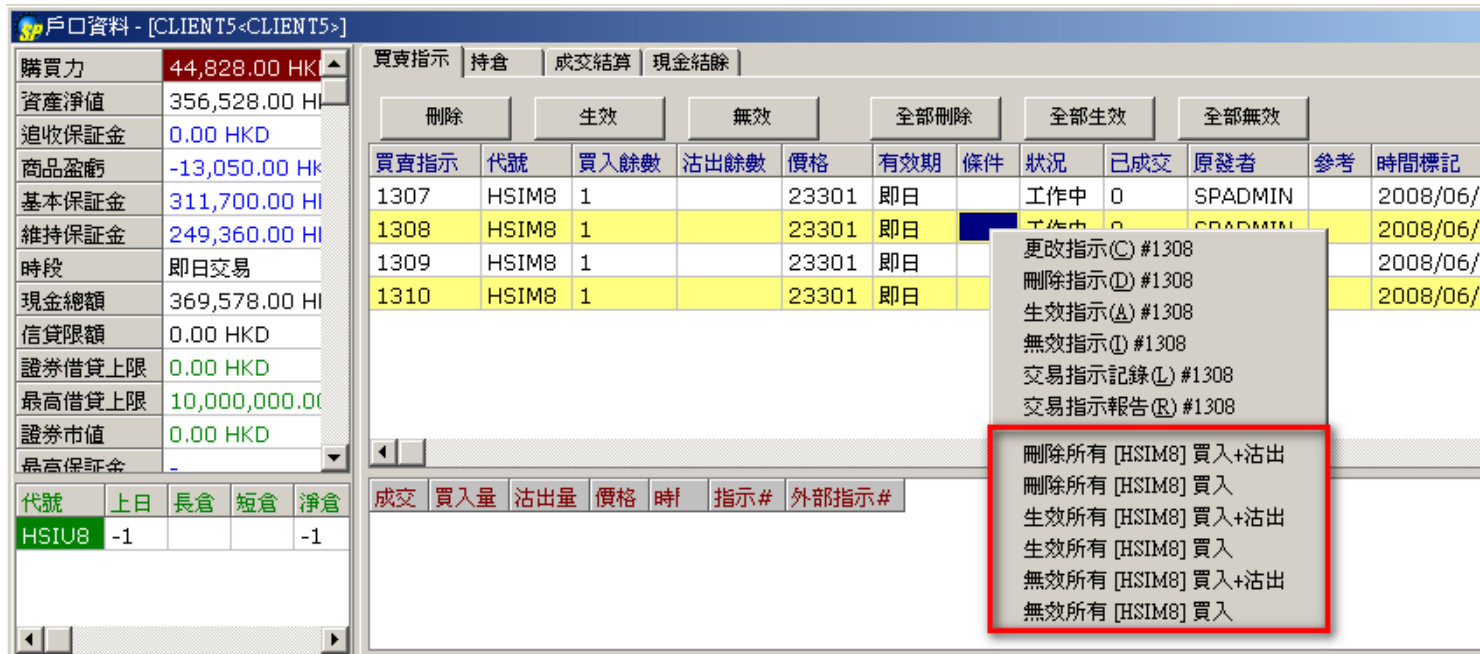 戶口資料 - [CLIENT5<CLIENT5>]
購買力 44,828.00 HK
資產淨值 356,528.00 H
追收保証金 0.00 HKD
商品盈虧 -13,050.00 HK
基本保証金 311,700.00 H
維持保証金 249,360.00 H
時段 即日交易
現金總額 369,578.00 H
信貸限額 0.00 HKD
證券借貸上限 0.00 HKD
最高借貸上限 10,000,000.0
證券市值 0.00 HKD
最高保証金 -
代號 上日 長倉 短倉 淨倉
HSIU8 -1 -1
買賣指示 持倉 成交結算 現金結餘
刪除 生效 無效 全部刪除 全部生效 全部無效
買賣指示 代號 買入餘數 沽出餘數 價格 有效期 條件 狀況 已成交 原發者 參考 時間標記
1307 HSIM8 1 23301 即日 工作中 0 SPADMIN 2008/06/
1308 HSIM8 1 23301 即日 工作中 0 SPADMIN 2008/06/
1309 HSIM8 1 23301 即日 2008/06/
1310 HSIM8 1 23301 即日 2008/06/
更改指示(C) #1308
刪除指示(D) #1308
生效指示(A) #1308
無效指示(I) #1308
交易指示記錄(L) #1308
交易指示報告(R) #1308
刪除所有 [HSIM8] 買入+沽出
刪除所有 [HSIM8] 買入
生效所有 [HSIM8] 買入+沽出
生效所有 [HSIM8] 買入
無效所有 [HSIM8] 買入+沽出
無效所有 [HSIM8] 買入
成交 買入量 沽出量 價格 時 指示# 外部指示#